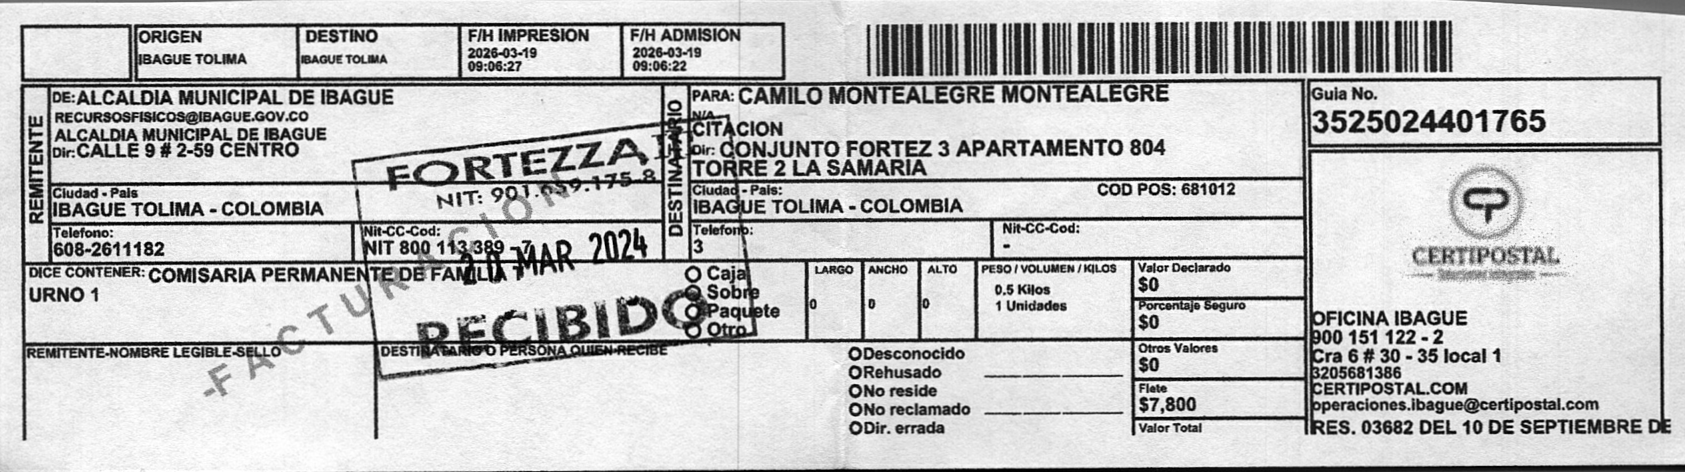 ORIGEN
IBAGUE TOLIMA
DESTINO
IBAGUE TOLIMA
F/H IMPRESION
2026-03-19
09:06:27
F/H ADMISION
2026-03-19
09:06:22
REMITENTE
DE: ALCALDIA MUNICIPAL DE IBAGUE
RECURSOSFISICOS@IBAGUE.GOV.CO
ALCALDIA MUNICIPAL DE IBAGUE
Dir: CALLE 9 # 2-59 CENTRO
Ciudad - Pais
IBAGUE TOLIMA - COLOMBIA
Telefono:
608-2611182
Nit-CC-Cod:
NIT 800 113 389 -7
DESTINATARIO
PARA: CAMILO MONTEALEGRE MONTEALEGRE
N/A
CITACION
Dir: CONJUNTO FORTEZ 3 APARTAMENTO 804
TORRE 2 LA SAMARIA
Ciudad - Pais:
COD POS: 681012
IBAGUE TOLIMA - COLOMBIA
Telefono:
3
Nit-CC-Cod:
-
Guia No.
3525024401765
CERTIPOSTAL
OFICINA IBAGUE
900 151 122 - 2
Cra 6 # 30 - 35 local 1
3205681386
CERTIPOSTAL.COM
operaciones.ibague@certipostal.com
RES. 03682 DEL 10 DE SEPTIEMBRE DE
DICE CONTENER: COMISARIA PERMANENTE DE FAMILIA T
URNO 1
Caja
Sobre
Paquete
Otro
LARGO
0
ANCHO
0
ALTO
0
PESO / VOLUMEN / KILOS
0.5 Kilos
1 Unidades
Valor Declarado
$0
Porcentaje Seguro
$0
Otros Valores
$0
Flete
$7,800
Valor Total
REMITENTE-NOMBRE LEGIBLE-SELLO
DESTINATARIO O PERSONA QUIEN RECIBE
Desconocido
Rehusado
No reside
No reclamado
Dir. errada
FORTEZZA
NIT: 901.659.175-8
20 MAR 2024
RECIBIDO
-FACTURACION